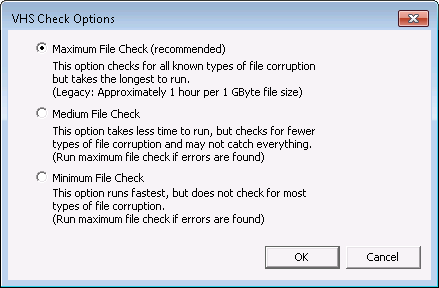 VHS Check Options
Maximum File Check (recommended)
This option checks for all known types of file corruption
but takes the longest to run.
(Legacy: Approximately 1 hour per 1 GByte file size)
Medium File Check
This option takes less time to run, but checks for fewer
types of file corruption and may not catch everything.
(Run maximum file check if errors are found)
Minimum File Check
This option runs fastest, but does not check for most
types of file corruption.
(Run maximum file check if errors are found)
OK
Cancel